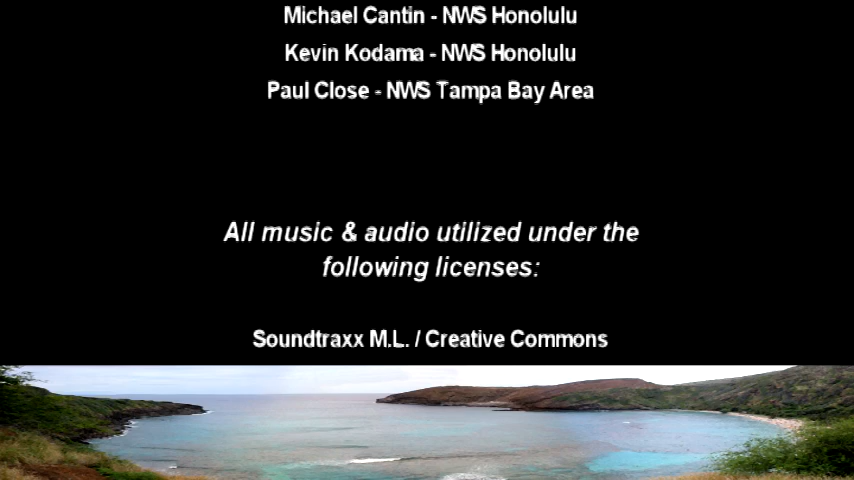 Michael Cantin - NWS Honolulu
Kevin Kodama - NWS Honolulu
Paul Close - NWS Tampa Bay Area
All music & audio utilized under the
following licenses:
Soundtraxx M.L. / Creative Commons